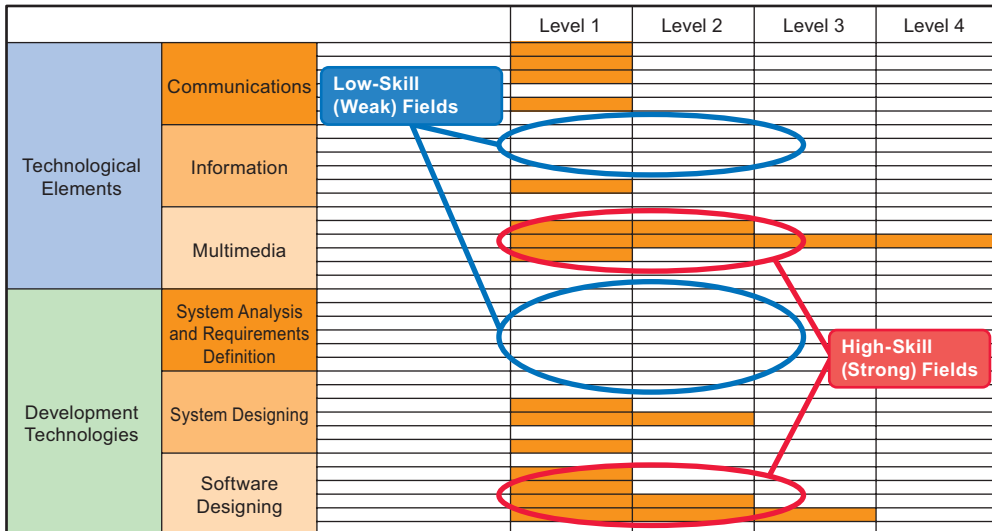 Level 1 Level 2 Level 3 Level 4
Low-Skill
(Weak) Fields
Communications
Technological
Elements
Information
Multimedia
System Analysis
and Requirements
Definition
High-Skill
(Strong) Fields
Development
Technologies
System Designing
Software
Designing